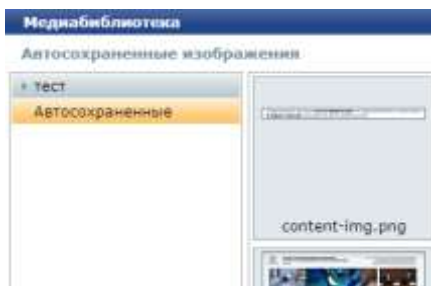 Медиабиблиотека
Автосохраненные изображения
тест
Автосохраненные
content-img.png